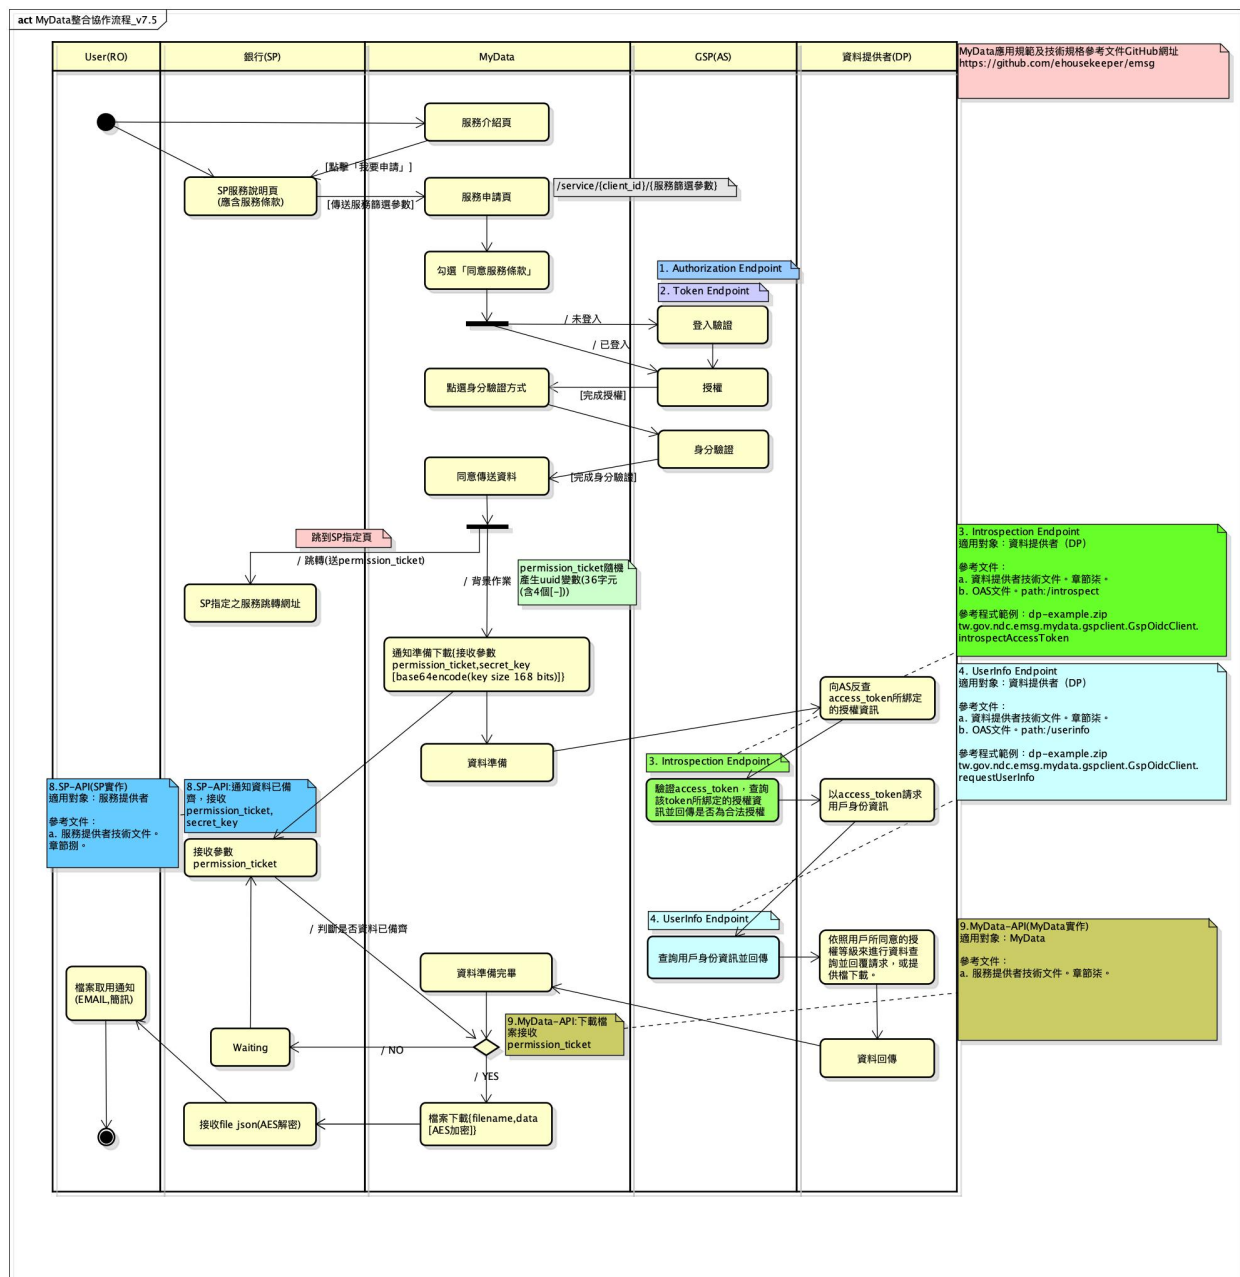 act MyData整合協作流程_v7.5
User(RO)
銀行(SP)
MyData
GSP(AS)
資料提供者(DP)
MyData應用規範及技術規格參考文件GitHub網址
https://github.com/ehousekeeper/emsg
服務介紹頁
[點擊「我要申請」]
SP服務說明頁
(應含服務條款)
[傳送服務篩選參數]
服務申請頁
/service/{client_id}/{服務篩選參數}
勾選「同意服務條款」
1. Authorization Endpoint
2. Token Endpoint
/ 未登入
登入驗證
/ 已登入
點選身分驗證方式
[完成授權]
授權
身分驗證
同意傳送資料
[完成身分驗證]
跳到SP指定頁
/ 跳轉(送permission_ticket)
SP指定之服務跳轉網址
/ 背景作業
permission_ticket隨機
產生uuid變數(36字元
(含4個[-]))
3. Introspection Endpoint
適用對象：資料提供者（DP）
參考文件：
a. 資料提供者技術文件。章節柒。
b. OAS文件。path:/introspect
參考程式範例：dp-example.zip
tw.gov.ndc.emsg.mydata.gspclient.GspOidcClient.
introspectAccessToken
通知準備下載{接收參數
permission_ticket,secret_key
[base64encode(key size 168 bits)]}
向AS反查
access_token所綁定
的授權資訊
4. UserInfo Endpoint
適用對象：資料提供者（DP）
參考文件：
a. 資料提供者技術文件。章節柒。
b. OAS文件。path:/userinfo
參考程式範例：dp-example.zip
tw.gov.ndc.emsg.mydata.gspclient.GspOidcClient.
requestUserInfo
資料準備
3. Introspection Endpoint
驗證access_token，查詢
該token所綁定的授權資
訊並回傳是否為合法授權
以access_token請求
用戶身份資訊
8.SP-API(SP實作)
適用對象：服務提供者
參考文件：
a. 服務提供者技術文件。
章節捌。
8.SP-API:通知資料已備
齊，接收
permission_ticket,
secret_key
接收參數
permission_ticket
/ 判斷是否資料已備齊
4. UserInfo Endpoint
查詢用戶身份資訊並回傳
依照用戶所同意的授
權等級來進行資料查
詢並回覆請求，或提
供檔下載。
9.MyData-API(MyData實作)
適用對象：MyData
參考文件：
a. 服務提供者技術文件。章節柒。
檔案取用通知
(EMAIL,簡訊)
資料準備完畢
Waiting
/ NO
9.MyData-API:下載檔
案接收
permission_ticket
資料回傳
/ YES
接收file json(AES解密)
檔案下載{filename,data
[AES加密]}